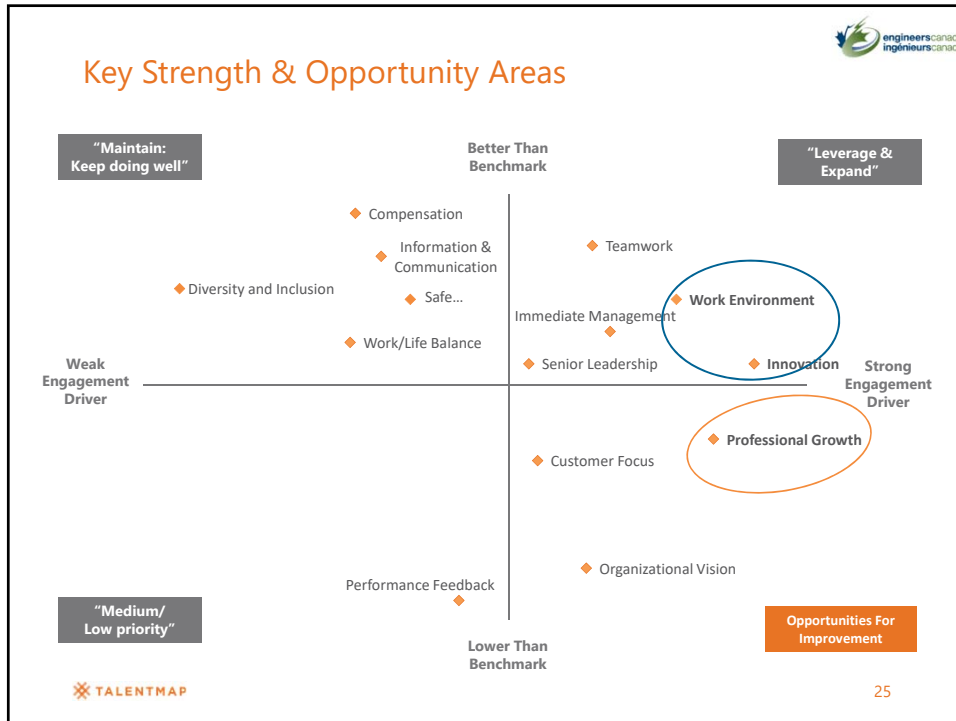 engineerscanad
ingénieurscanad
Key Strength & Opportunity Areas
“Maintain:
Keep doing well”
Better Than
Benchmark
“Leverage &
Expand”
Compensation
Information &
Communication
Teamwork
Diversity and Inclusion
Safe...
Work Environment
Immediate Management
Work/Life Balance
Senior Leadership
Innovation
Weak
Engagement
Driver
Strong
Engagement
Driver
Professional Growth
Customer Focus
Organizational Vision
Performance Feedback
“Medium/
Low priority”
Opportunities For
Improvement
Lower Than
Benchmark
TALENTMAP
25